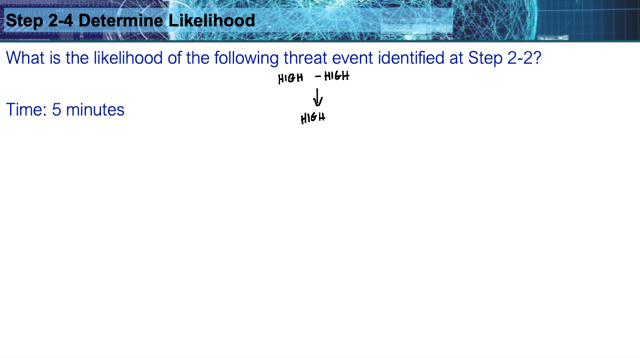 Step 2-4 Determine Likelihood
What is the likelihood of the following threat event identified at Step 2-2?
HIGH - HIGH
Time: 5 minutes
HIGH